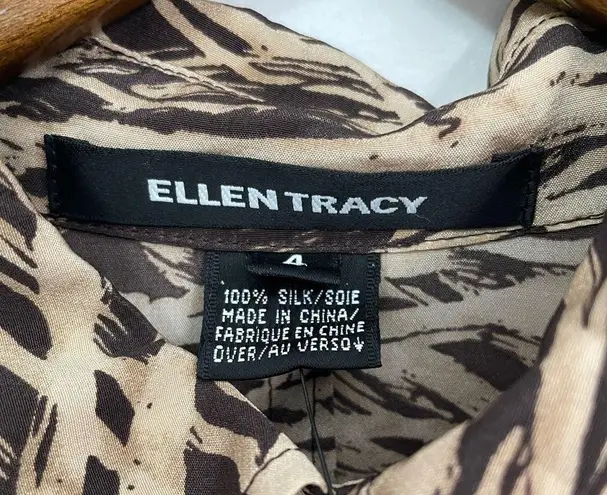 ELLEN TRACY
4
100% SILK/SOIE
MADE IN CHINA/
FABRIQUE EN CHINE
OVER/AU VERSO↓